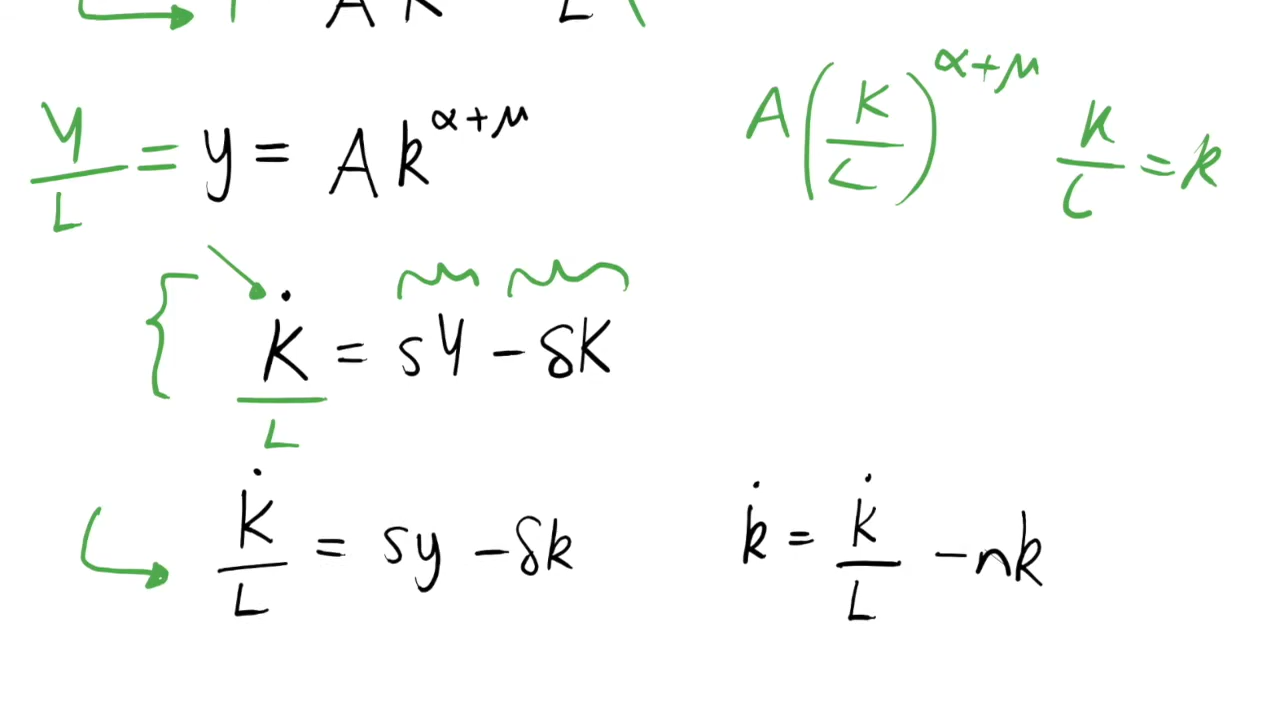 A K L
Y/L = y = A k^(α+μ)
A (K/L)^(α+μ) K/L = k
K̇/L = sY − δK
K̇/L = sy − δk
k̇ = K̇/L − nk